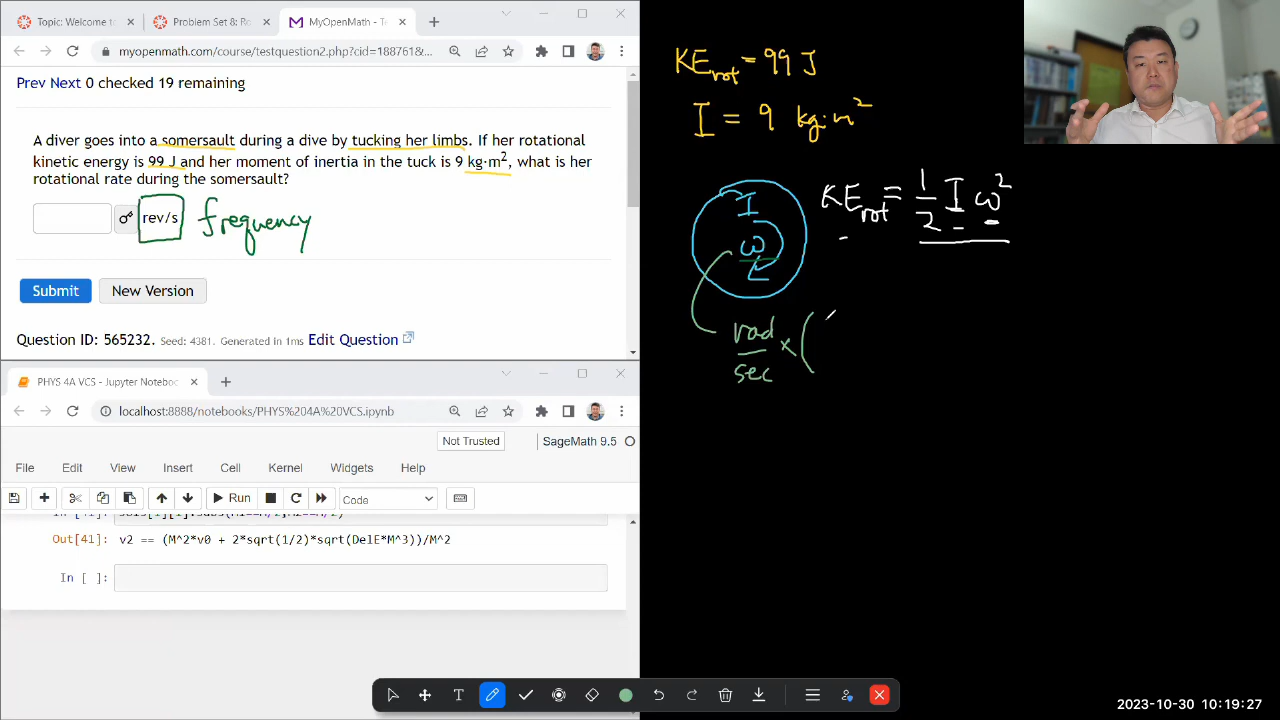 Topic: Welcome to
Problem Set 8: Ro
MyOpenMath - Te
myopenmath.com/course/testquestion2.php?cid=188761&...
Prev Next 0 checked 19 remaining
A diver goes into a somersault during a dive by tucking her limbs. If her rotational
kinetic energy is 99 J and her moment of inertia in the tuck is 9 kg·m², what is her
rotational rate during the somersault?
rev/s frequency
Submit New Version
Question ID: 565232. Seed: 4381. Generated in 1ms Edit Question
PHYS 4A VCS - Jupyter Noteboo
localhost:8888/notebooks/PHYS%204A%20VCS.ipynb
Not Trusted SageMath 9.5
File Edit View Insert Cell Kernel Widgets Help
Run Code
Out[41]: v2 == (M^2*v0 + 2*sqrt(1/2)*sqrt(DelE*M^3))/M^2
In [ ]:
KE_rot = 99 J
I = 9 kg·m²
I
ω
KE_rot = 1/2 I ω²
rad/sec × (
T
2023-10-30 10:19:27